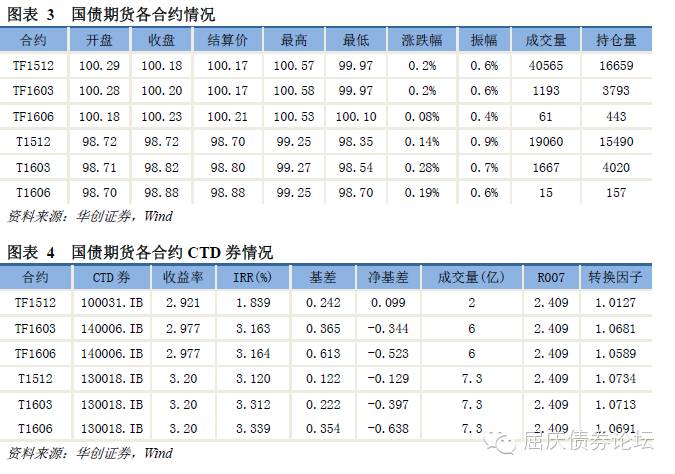 图表 3 国债期货各合约情况
合约 开盘 收盘 结算价 最高 最低 涨跌幅 振幅 成交量 持仓量
TF1512 100.29 100.18 100.17 100.57 99.97 0.2% 0.6% 40565 16659
TF1603 100.28 100.20 100.17 100.58 99.97 0.2% 0.6% 1193 3793
TF1606 100.18 100.23 100.21 100.53 100.10 0.08% 0.4% 61 443
T1512 98.72 98.72 98.70 99.25 98.35 0.14% 0.9% 19060 15490
T1603 98.71 98.82 98.80 99.27 98.54 0.28% 0.7% 1667 4020
T1606 98.70 98.88 98.88 99.25 98.70 0.19% 0.6% 15 157
资料来源：华创证券，Wind
图表 4 国债期货各合约 CTD 券情况
合约 CTD 券 收益率 IRR(%) 基差 净基差 成交量(亿) R007 转换因子
TF1512 100031.IB 2.921 1.839 0.242 0.099 2 2.409 1.0127
TF1603 140006.IB 2.977 3.163 0.365 -0.344 6 2.409 1.0681
TF1606 140006.IB 2.977 3.164 0.613 -0.523 6 2.409 1.0589
T1512 130018.IB 3.20 3.120 0.122 -0.129 7.3 2.409 1.0734
T1603 130018.IB 3.20 3.312 0.222 -0.397 7.3 2.409 1.0713
T1606 130018.IB 3.20 3.339 0.354 -0.638 7.3 2.409 1.0691
屈庆债券论坛
资料来源：华创证券，Wind